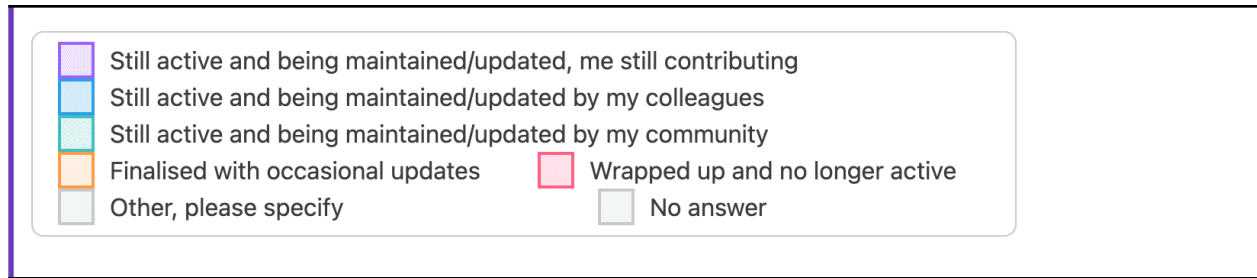 Still active and being maintained/updated, me still contributing
Still active and being maintained/updated by my colleagues
Still active and being maintained/updated by my community
Finalised with occasional updates Wrapped up and no longer active
Other, please specify No answer